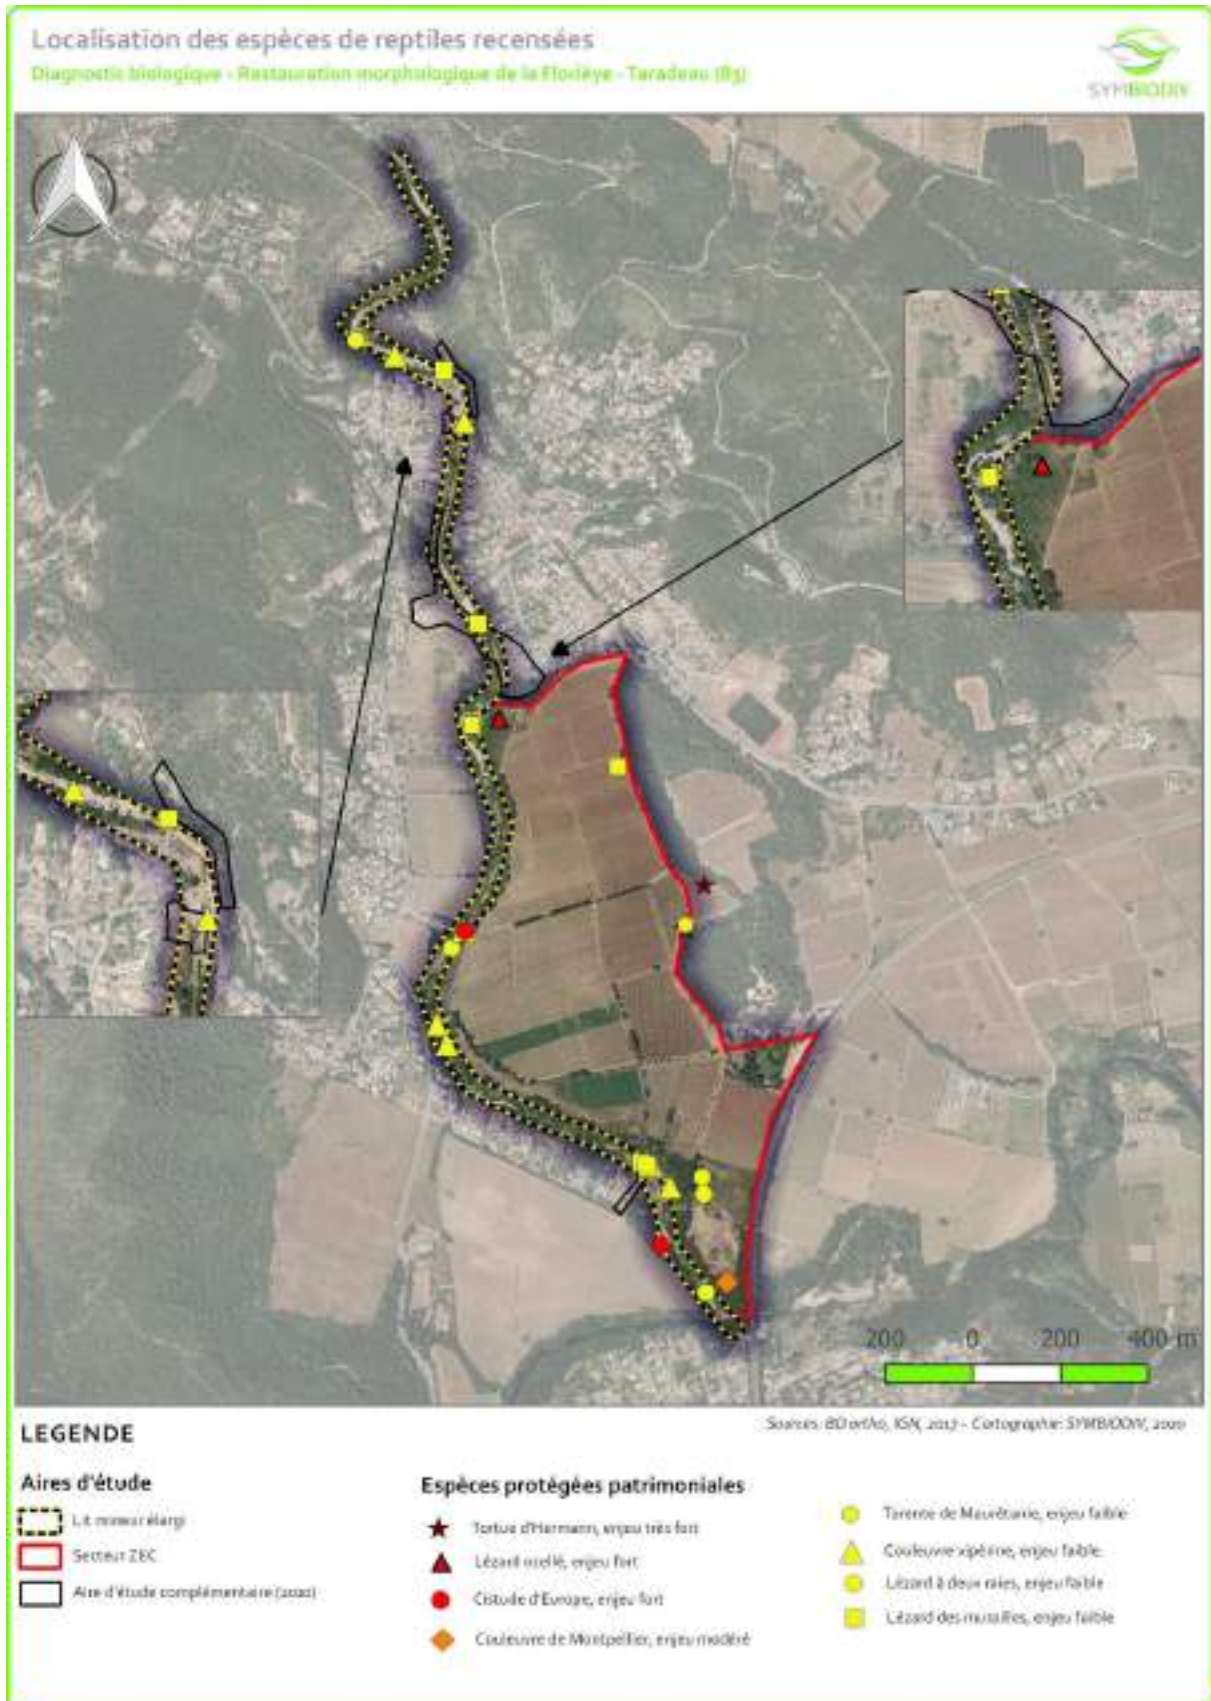 Localisation des espèces de reptiles recensées
Diagnostic biologique - Restauration morphologique de la Florièye - Taradeau (83)
SYMBIODIV
200 0 200 400 m
Sources: BD ortho, IGN, 2017 - Cartographie: SYMBIODIV, 2020
LEGENDE
Aires d'étude
Lit mineur élargi
Secteur ZEC
Aire d'étude complémentaire (2020)
Espèces protégées patrimoniales
Tortue d'Hermann, enjeu très fort
Lézard ocellé, enjeu fort
Cistude d'Europe, enjeu fort
Couleuvre de Montpellier, enjeu modéré
Tarente de Maurétanie, enjeu faible
Couleuvre vipérine, enjeu faible
Lézard à deux raies, enjeu faible
Lézard des murailles, enjeu faible